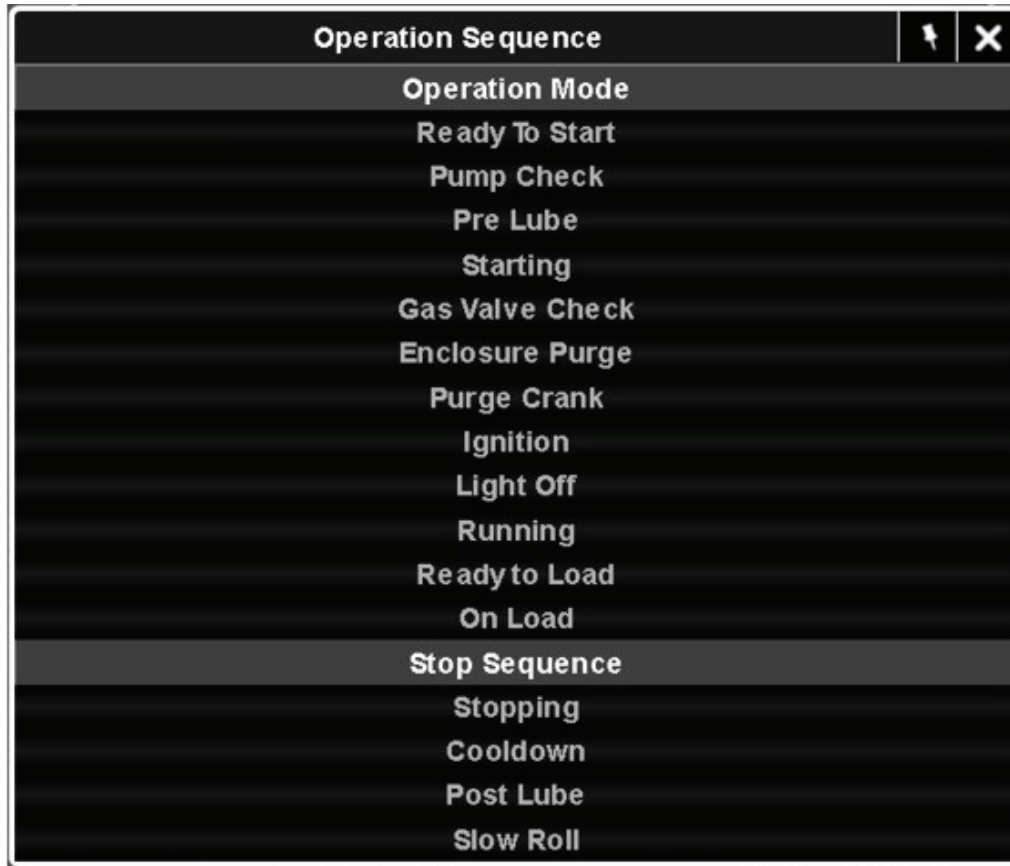 Operation Sequence
Operation Mode
Ready To Start
Pump Check
Pre Lube
Starting
Gas Valve Check
Enclosure Purge
Purge Crank
Ignition
Light Off
Running
Ready to Load
On Load
Stop Sequence
Stopping
Cooldown
Post Lube
Slow Roll